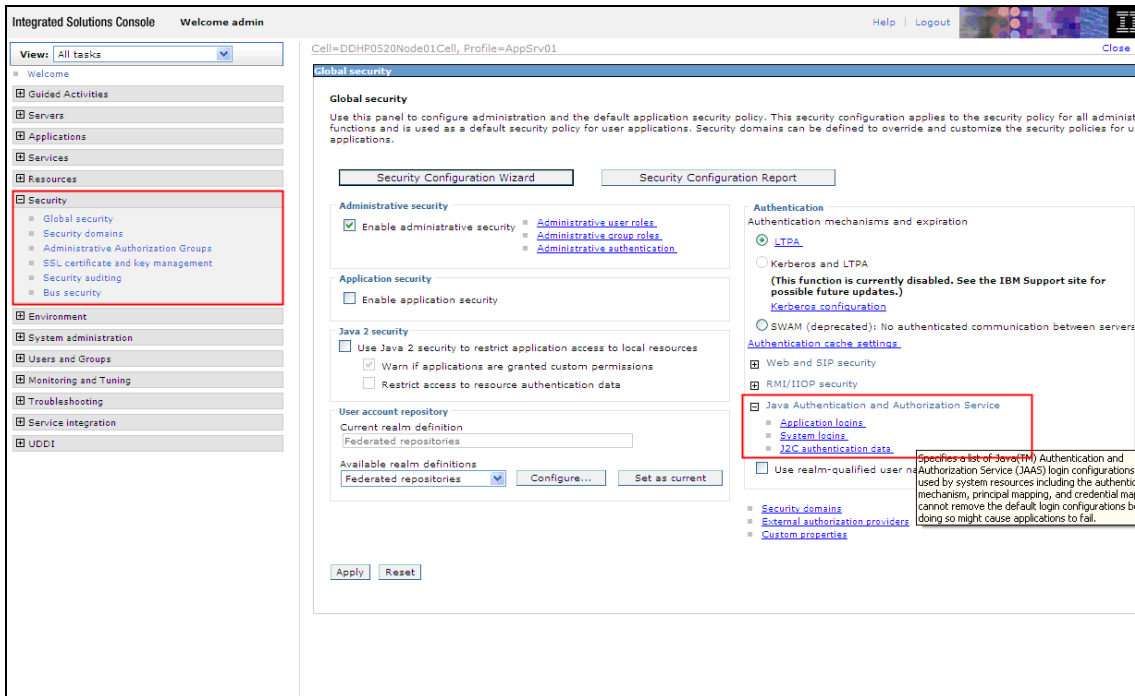 Integrated Solutions Console Welcome admin Help | Logout
View: All tasks
Cell=DDHP0520Node01Cell, Profile=AppSrv01
Close
Welcome
Guided Activities
Servers
Applications
Services
Resources
Security
Global security
Security domains
Administrative Authorization Groups
SSL certificate and key management
Security auditing
Bus security
Environment
System administration
Users and Groups
Monitoring and Tuning
Troubleshooting
Service integration
UDDI
Global security
Global security
Use this panel to configure administration and the default application security policy. This security configuration applies to the security policy for all administ
functions and is used as a default security policy for user applications. Security domains can be defined to override and customize the security policies for u
applications.
Security Configuration Wizard
Security Configuration Report
Administrative security
Enable administrative security
Administrative user roles
Administrative group roles
Administrative authentication
Application security
Enable application security
Java 2 security
Use Java 2 security to restrict application access to local resources
Warn if applications are granted custom permissions
Restrict access to resource authentication data
User account repository
Current realm definition
Federated repositories
Available realm definitions
Federated repositories
Configure...
Set as current
Authentication
Authentication mechanisms and expiration
LTPA
Kerberos and LTPA
(This function is currently disabled. See the IBM Support site for
possible future updates.)
Kerberos configuration
SWAM (deprecated): No authenticated communication between servers
Authentication cache settings
Web and SIP security
RMI/IIOP security
Java Authentication and Authorization Service
Application logins
System logins
J2C authentication data
Use realm-qualified user na
Specifies a list of Java(TM) Authentication and
Authorization Service (JAAS) login configurations
used by system resources including the authentic
mechanism, principal mapping, and credential map
cannot remove the default login configurations be
doing so might cause applications to fail.
Security domains
External authorization providers
Custom properties
Apply
Reset